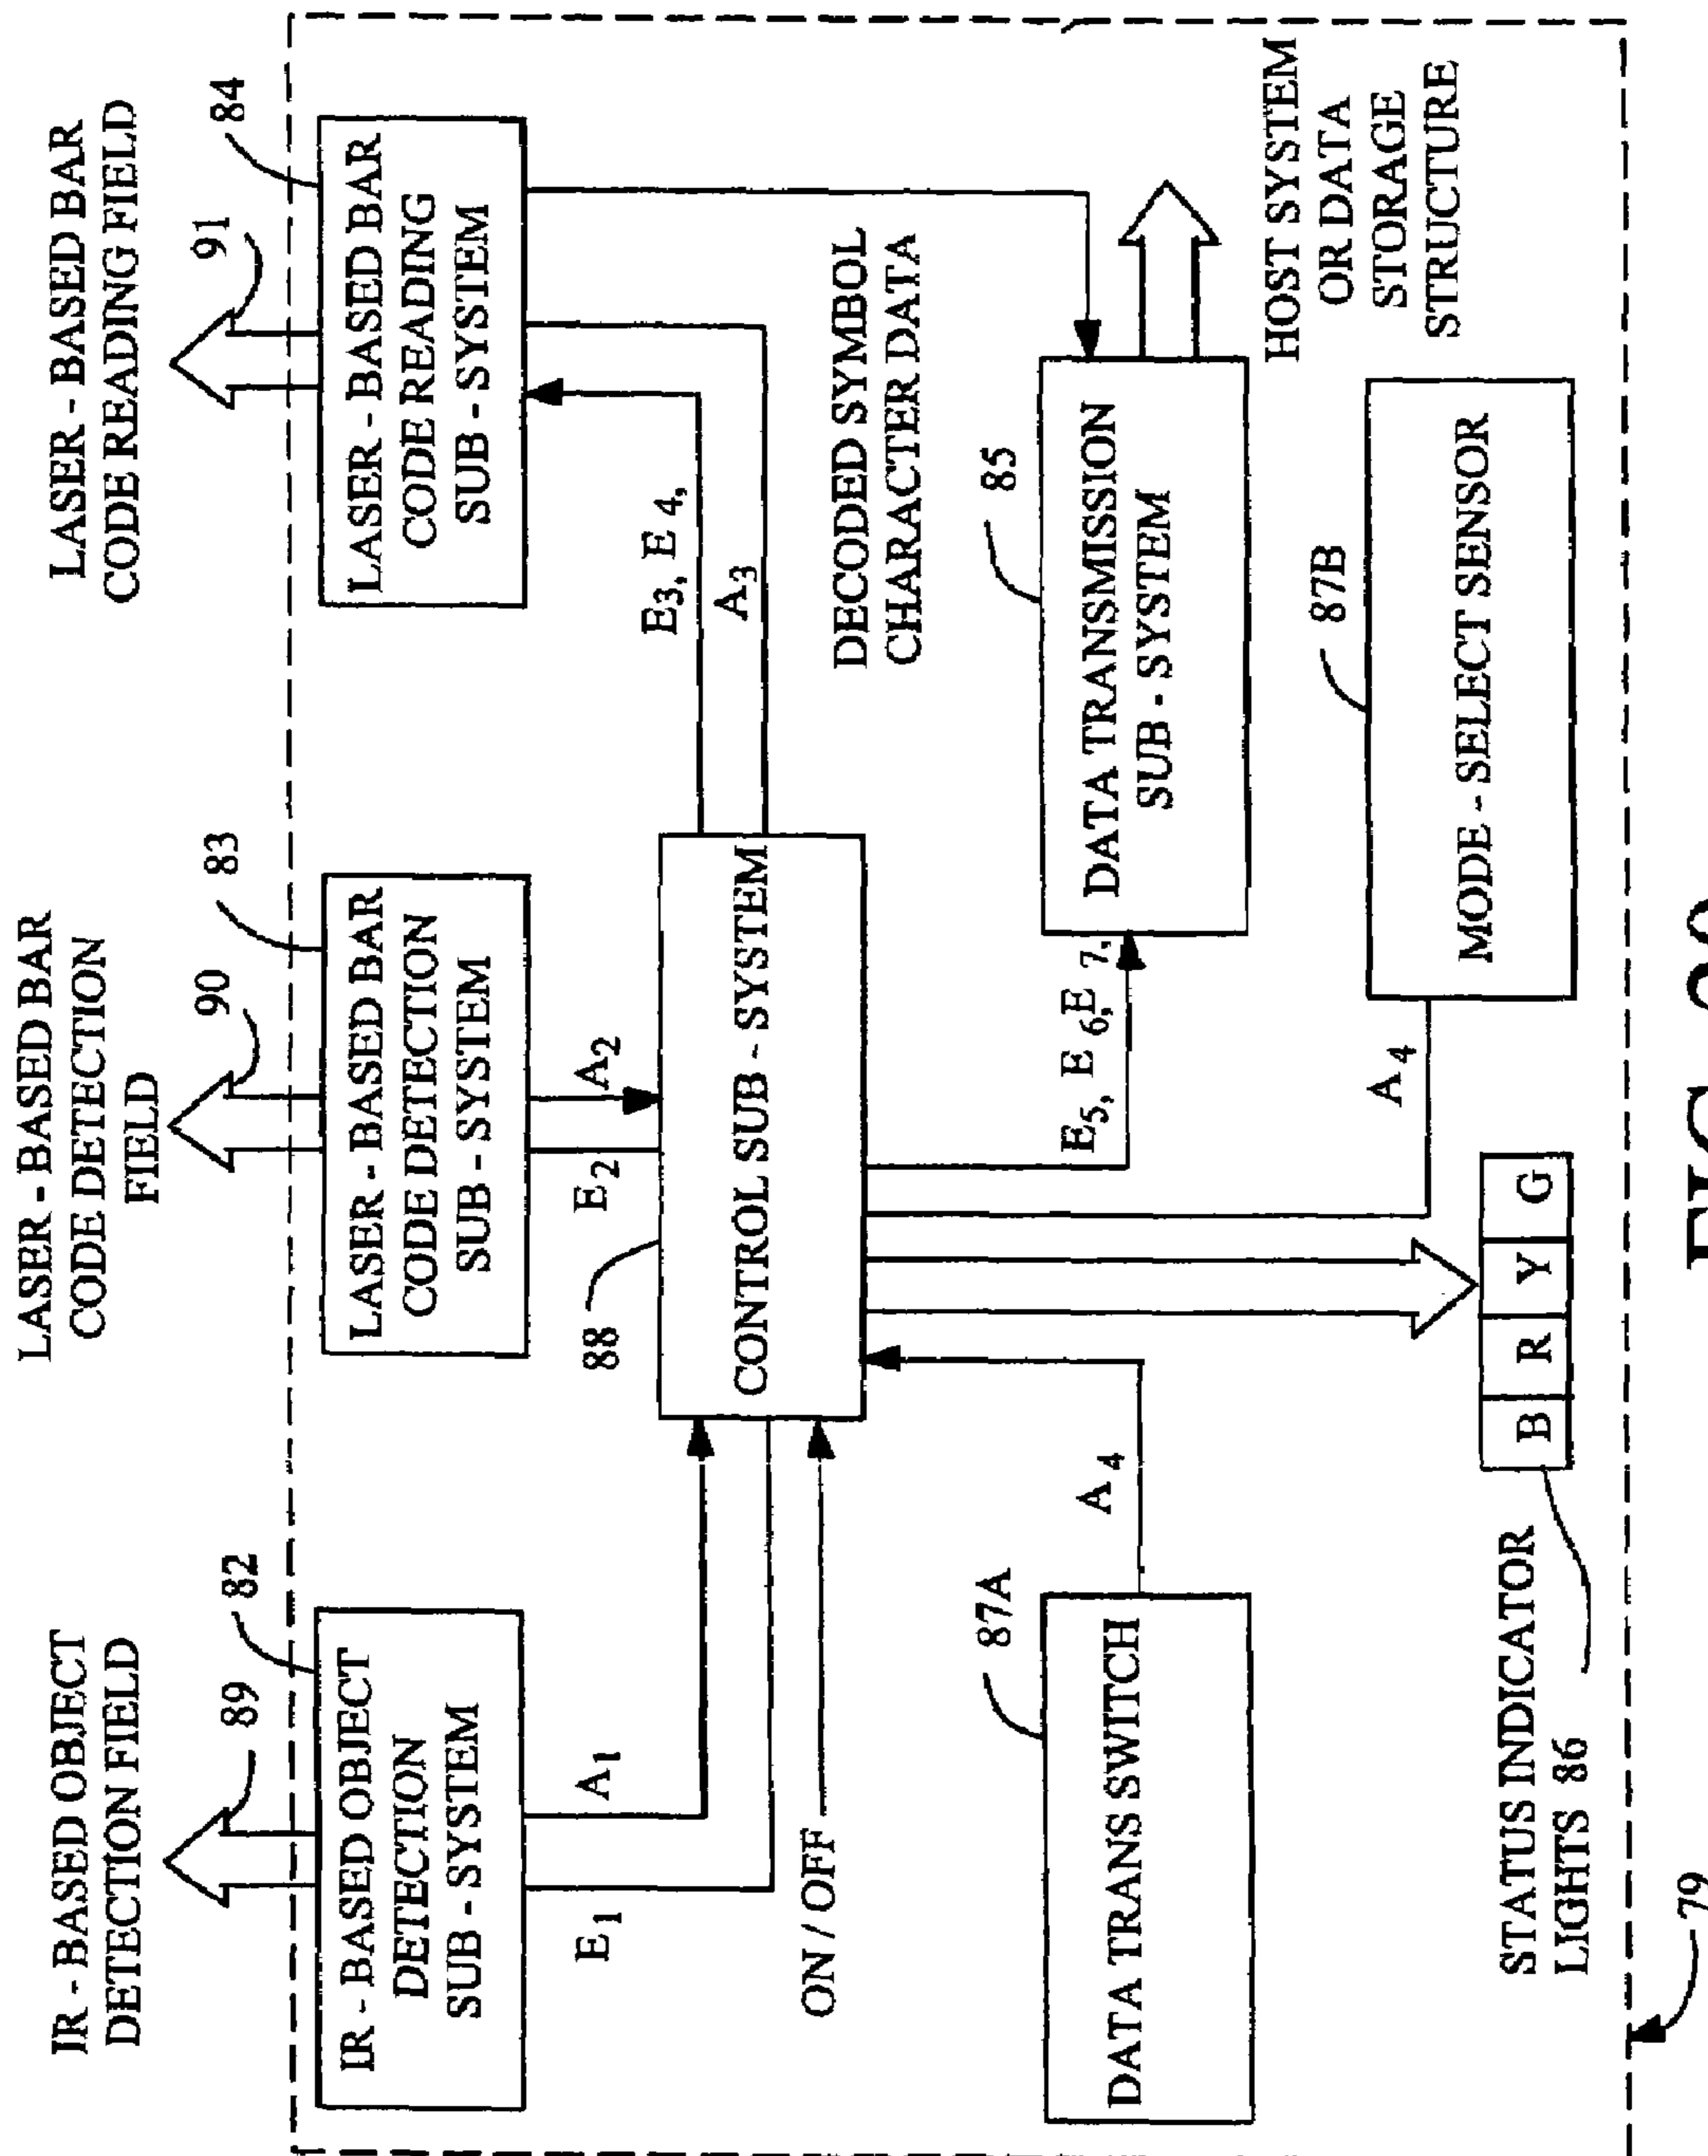 IR - BASED OBJECT
DETECTION FIELD
LASER - BASED BAR
CODE DETECTION
FIELD
LASER - BASED BAR
CODE READING FIELD
89
82
90
83
91
84
IR - BASED OBJECT
DETECTION
SUB - SYSTEM
LASER - BASED BAR
CODE DETECTION
SUB - SYSTEM
LASER - BASED BAR
CODE READING
SUB - SYSTEM
E1
A1
E2
A2
E3, E 4,
A3
88
CONTROL SUB - SYSTEM
ON / OFF
DECODED SYMBOL
CHARACTER DATA
87A
DATA TRANS SWITCH
A 4
E5, E 6,E 7,
85
DATA TRANSMISSION
SUB - SYSTEM
HOST SYSTEM
OR DATA
STORAGE
STRUCTURE
A 4
87B
MODE - SELECT SENSOR
B R Y G
STATUS INDICATOR
LIGHTS 86
79